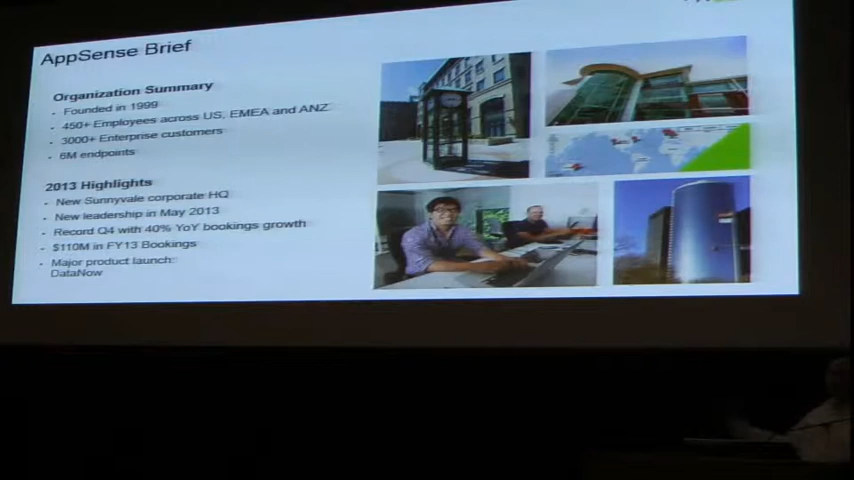 AppSense Brief
Organization Summary
Founded in 1999
450+ Employees across US, EMEA and ANZ
3000+ Enterprise customers
6M endpoints
2013 Highlights
New Sunnyvale corporate HQ
New leadership in May 2013
Record Q4 with 40% YoY bookings growth
$110M in FY13 Bookings
Major product launch:
DataNow